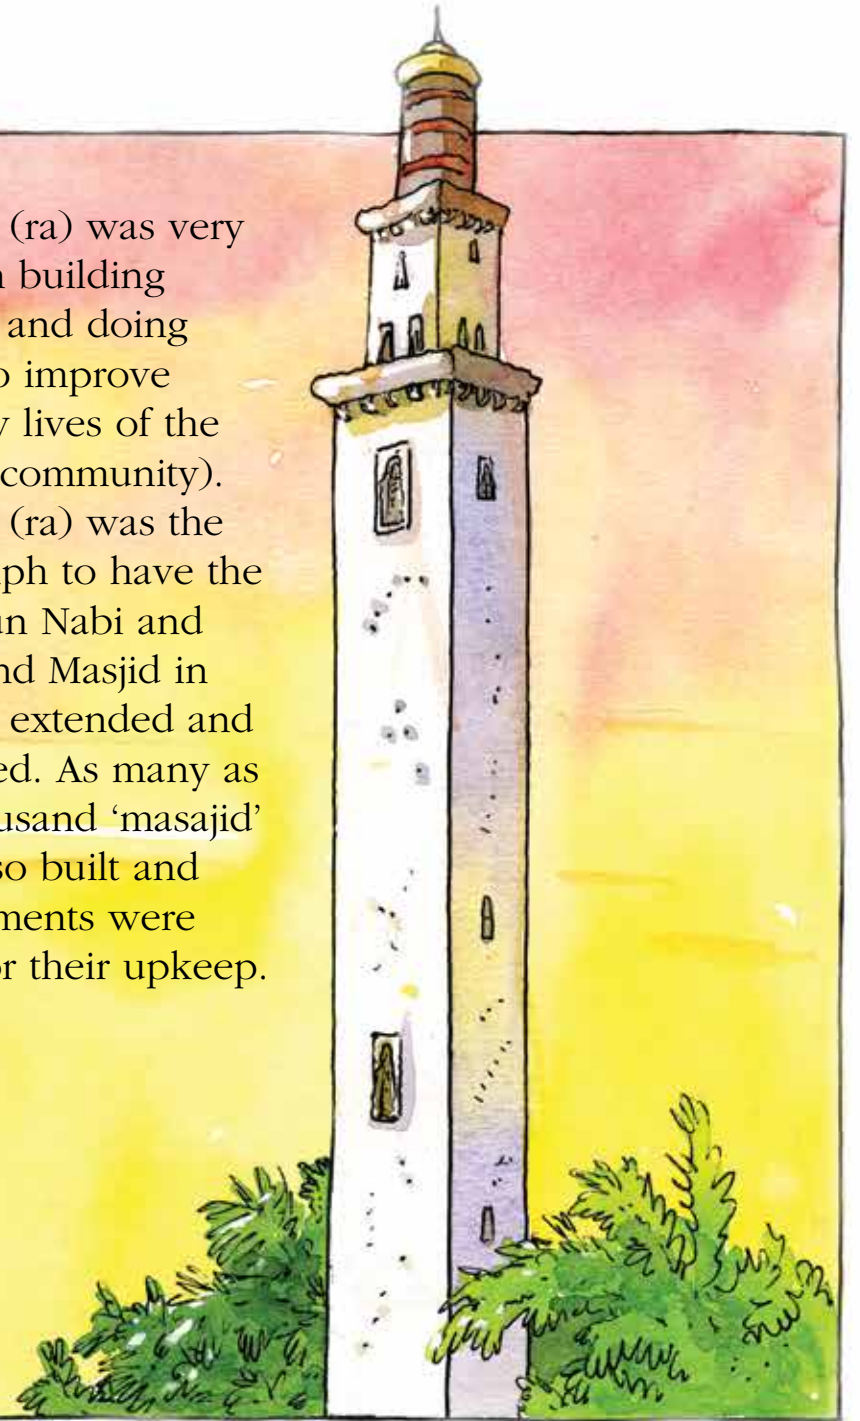 (ra) was very
n building
and doing
o improve
y lives of the
community).
(ra) was the
iph to have the
un Nabi and
nd Masjid in
extended and
ed. As many as
usand ‘masajid’
so built and
ments were
or their upkeep.